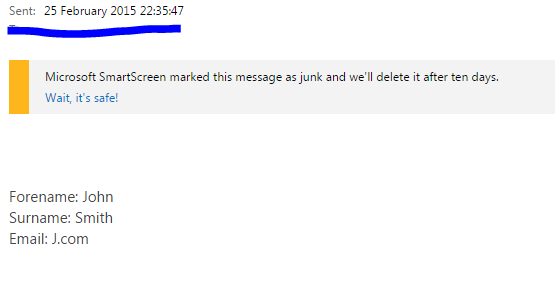 Sent: 25 February 2015 22:35:47
Microsoft SmartScreen marked this message as junk and we'll delete it after ten days.
Wait, it's safe!
Forename: John
Surname: Smith
Email: J.com